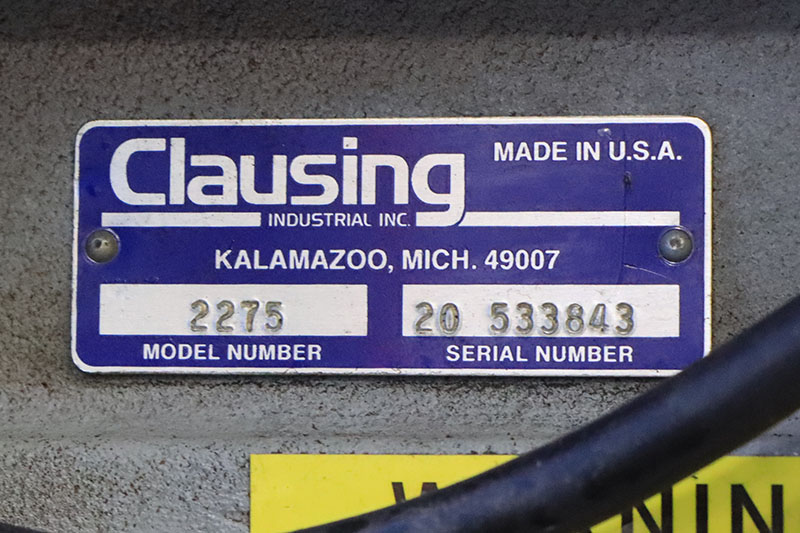 Clausing
MADE IN U.S.A.
INDUSTRIAL INC.
KALAMAZOO, MICH. 49007
2275
20 533843
MODEL NUMBER
SERIAL NUMBER